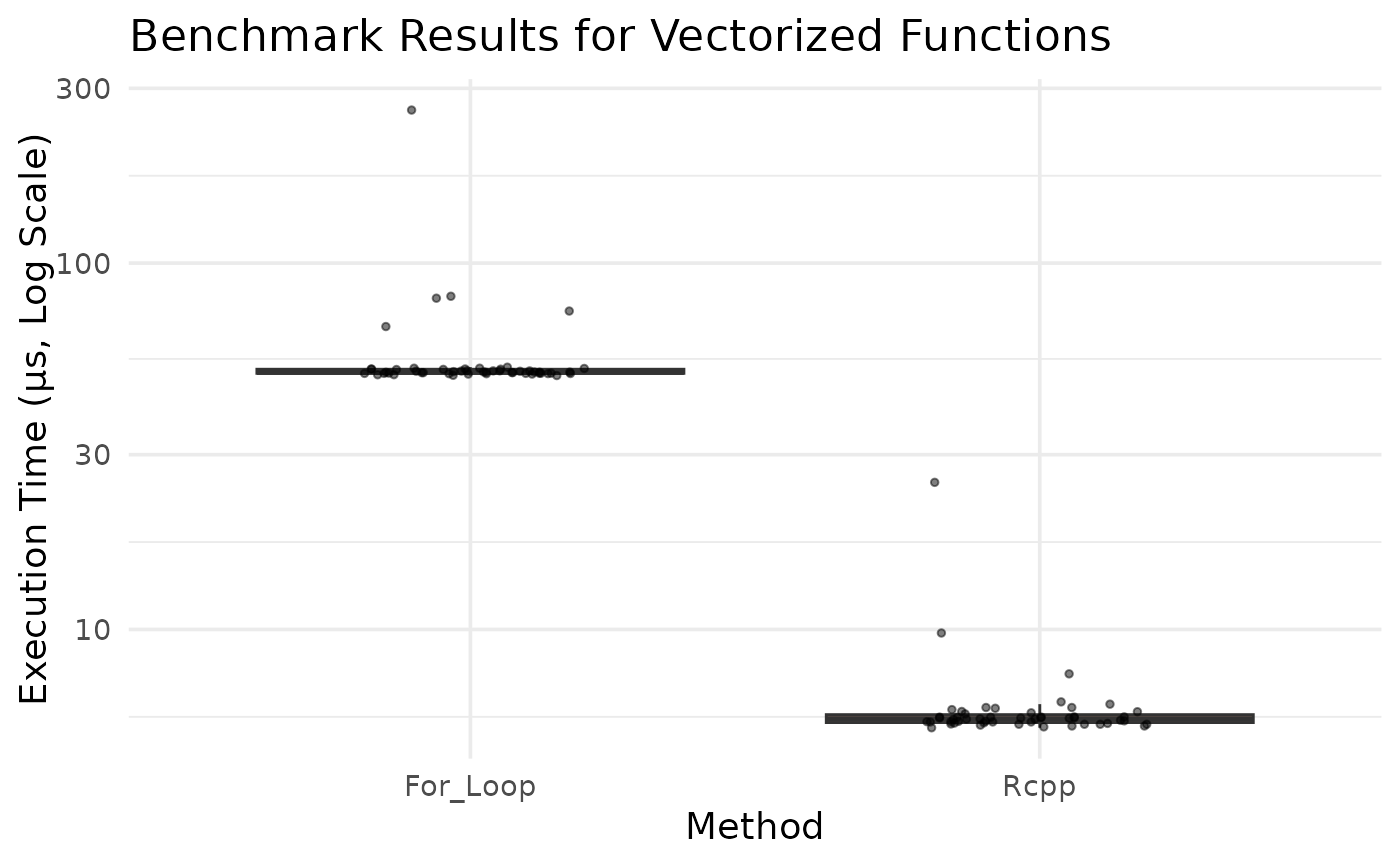 Benchmark Results for Vectorized Functions
Execution Time (μs, Log Scale)
300
100
30
10
For_Loop
Rcpp
Method